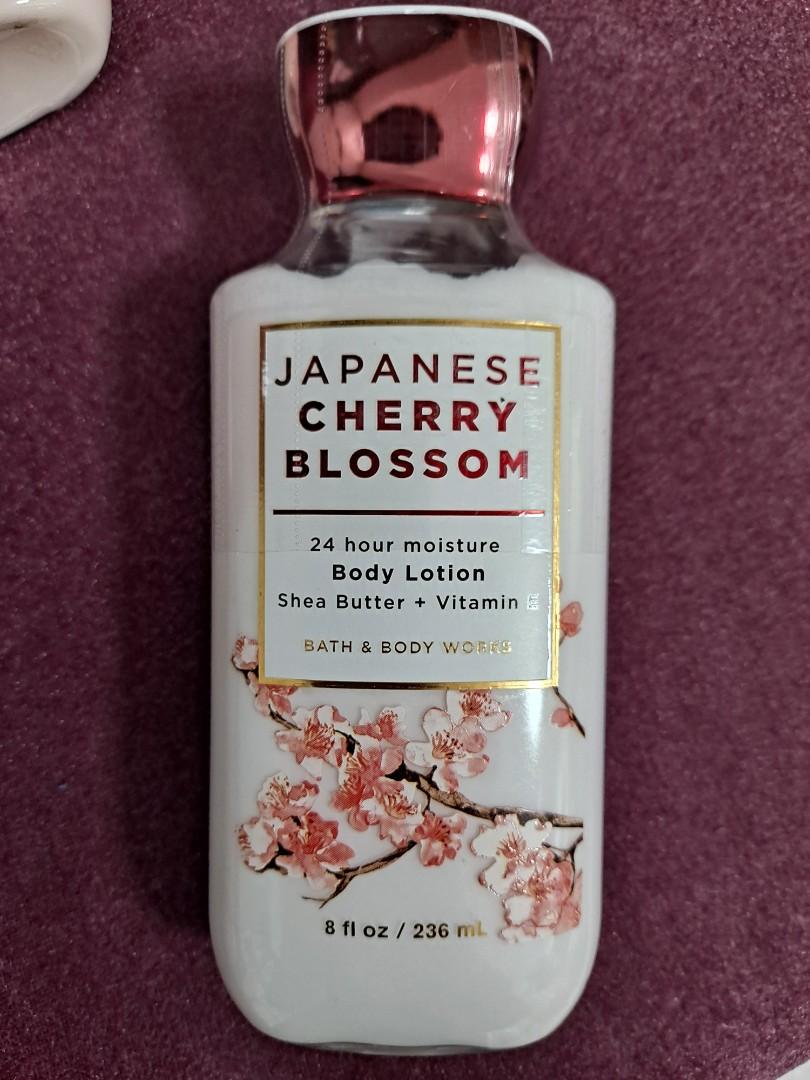 JAPANESE
CHERRY
BLOSSOM
24 hour moisture
Body Lotion
Shea Butter + Vitamin E
BATH & BODY WORKS
8 fl oz / 236 mL